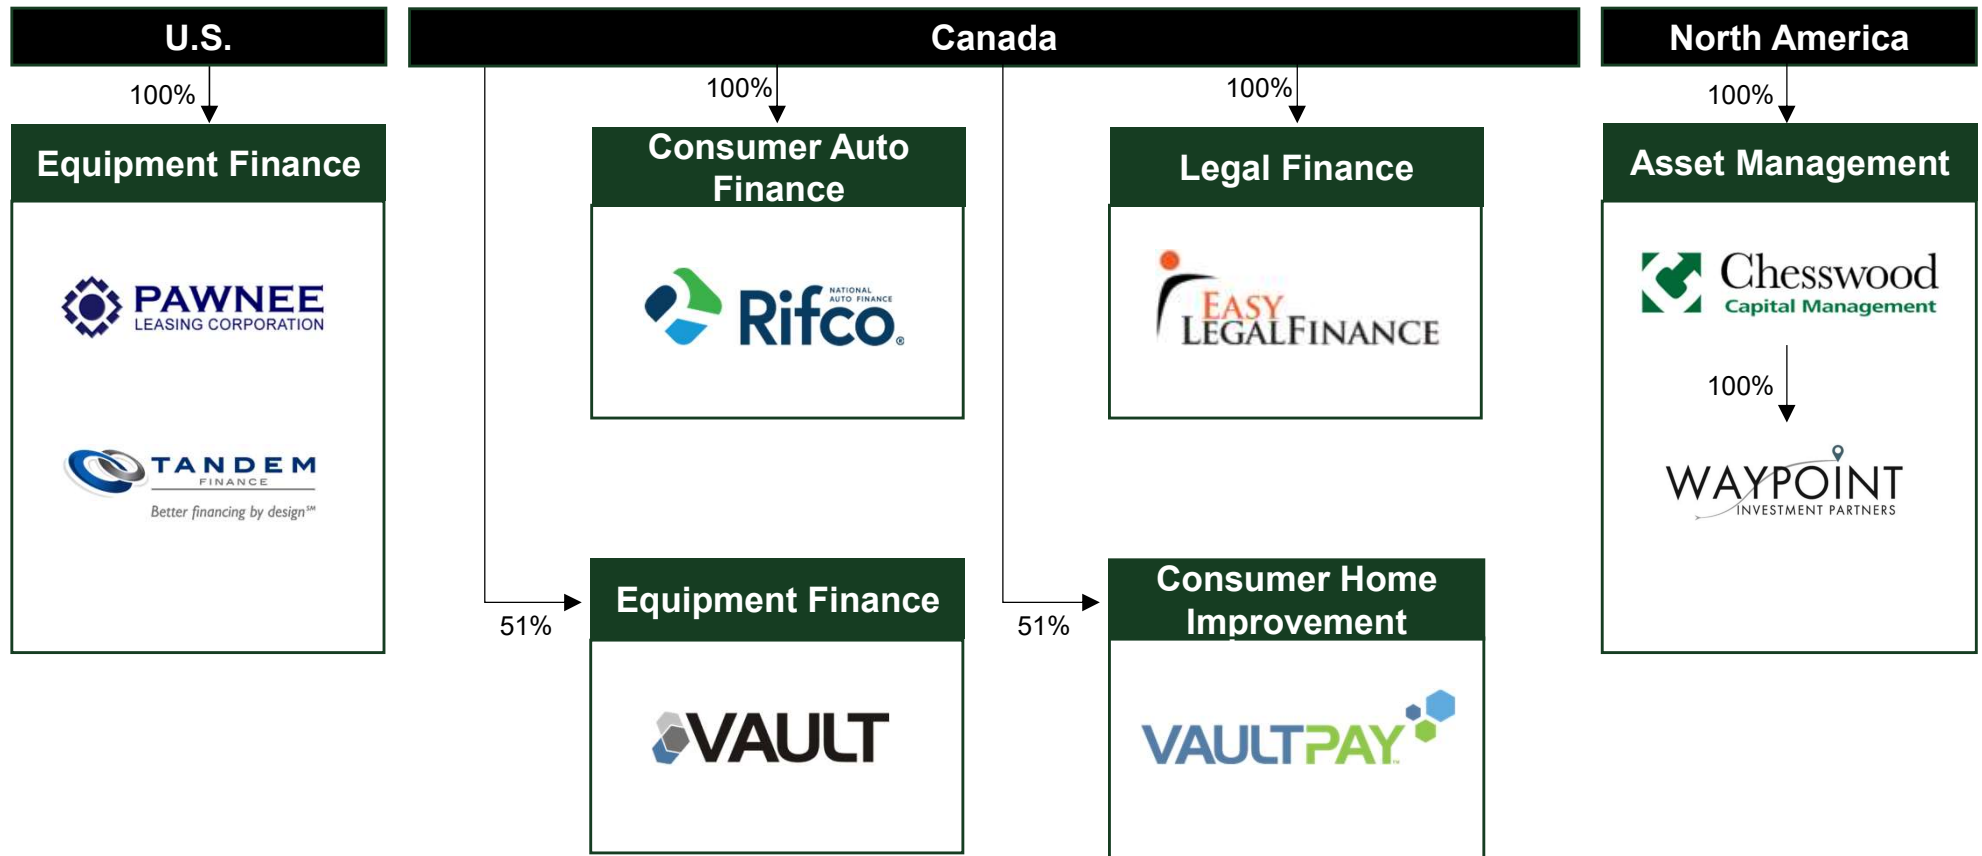 U.S.
Canada
North America
100%
100%
100%
100%
Equipment Finance
Consumer Auto
Finance
Legal Finance
Asset Management
PAWNEE
LEASING CORPORATION
TANDEM
FINANCE
Better financing by design℠
NATIONAL
AUTO FINANCE
Rifco®
EASY
LEGALFINANCE
Chesswood
Capital Management
100%
WAYPOINT
INVESTMENT PARTNERS
51%
Equipment Finance
51%
Consumer Home
Improvement
VAULT
VAULTPAY™